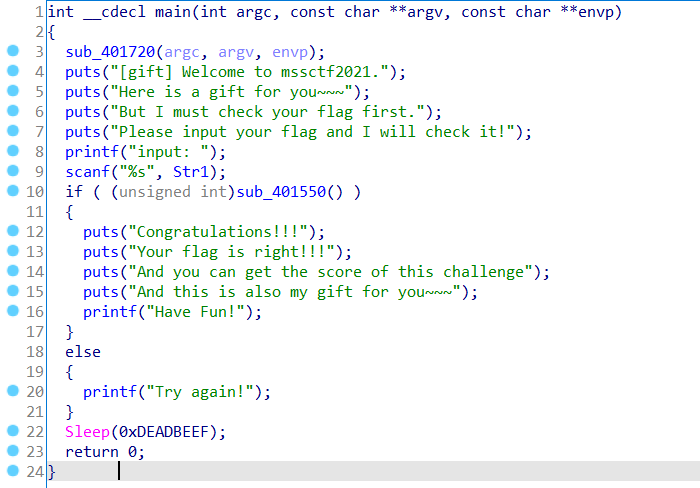 1 int __cdecl main(int argc, const char **argv, const char **envp)
2 {
3   sub_401720(argc, argv, envp);
4   puts("[gift] Welcome to mssctf2021.");
5   puts("Here is a gift for you~~~");
6   puts("But I must check your flag first.");
7   puts("Please input your flag and I will check it!");
8   printf("input: ");
9   scanf("%s", Str1);
10   if ( (unsigned int)sub_401550() )
11   {
12     puts("Congratulations!!!");
13     puts("Your flag is right!!!");
14     puts("And you can get the score of this challenge");
15     puts("And this is also my gift for you~~~");
16     printf("Have Fun!");
17   }
18   else
19   {
20     printf("Try again!");
21   }
22   Sleep(0xDEADBEEF);
23   return 0;
24 }